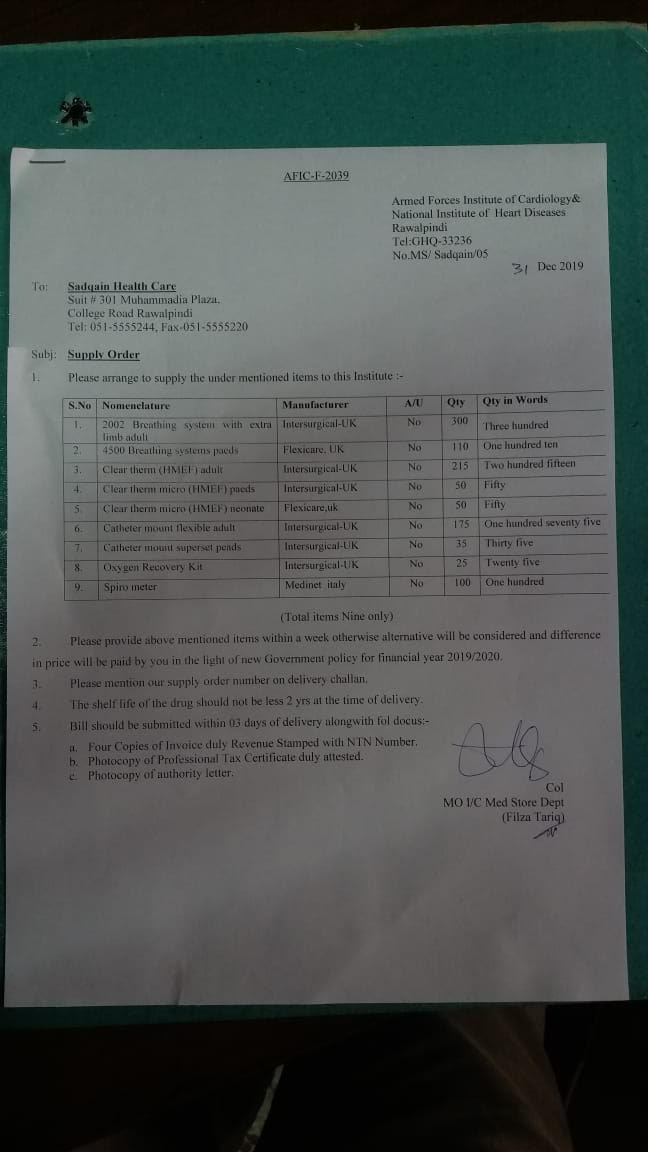 AFIC-F-2039
Armed Forces Institute of Cardiology&
National Institute of Heart Diseases
Rawalpindi
Tel:GHQ-33236
No.MS/ Sadqain/05
31 Dec 2019
To: Sadqain Health Care
Suit # 301 Muhammadia Plaza.
College Road Rawalpindi
Tel: 051-5555244, Fax-051-5555220
Subj: Supply Order
1. Please arrange to supply the under mentioned items to this Institute :-
S.No Nomenclature Manufacturer A/U Qty Qty in Words
1. 2002 Breathing system with extra limb adult Intersurgical-UK No 300 Three hundred
2. 4500 Breathing systems paeds Flexicare, UK No 110 One hundred ten
3. Clear therm (HMEF) adult Intersurgical-UK No 215 Two hundred fifteen
4. Clear therm micro (HMEF) paeds Intersurgical-UK No 50 Fifty
5. Clear therm micro (HMEF) neonate Flexicare,uk No 50 Fifty
6. Catheter mount flexible adult Intersurgical-UK No 175 One hundred seventy five
7. Catheter mount superset peads Intersurgical-UK No 35 Thirty five
8. Oxygen Recovery Kit Intersurgical-UK No 25 Twenty five
9. Spiro meter Medinet italy No 100 One hundred
(Total items Nine only)
2. Please provide above mentioned items within a week otherwise alternative will be considered and difference
in price will be paid by you in the light of new Government policy for financial year 2019/2020.
3. Please mention our supply order number on delivery challan.
4. The shelf life of the drug should not be less 2 yrs at the time of delivery.
5. Bill should be submitted within 03 days of delivery alongwith fol docus:-
a. Four Copies of Invoice duly Revenue Stamped with NTN Number.
b. Photocopy of Professional Tax Certificate duly attested.
c. Photocopy of authority letter.
Col
MO I/C Med Store Dept
(Filza Tariq)